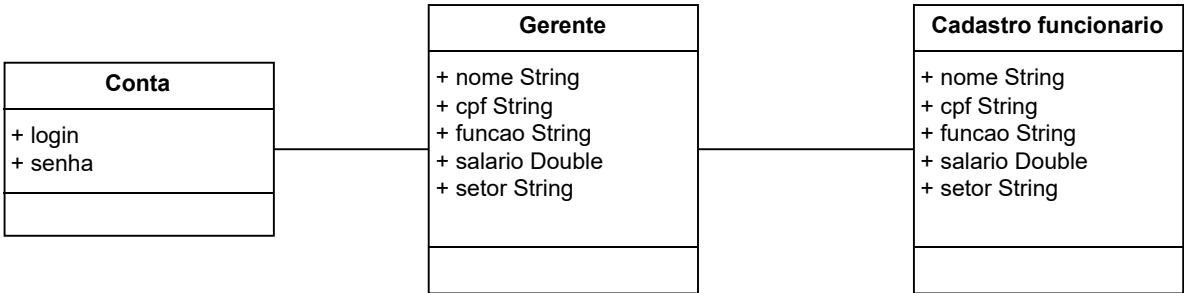 Conta
+ login
+ senha
Gerente
+ nome String
+ cpf String
+ funcao String
+ salario Double
+ setor String
Cadastro funcionario
+ nome String
+ cpf String
+ funcao String
+ salario Double
+ setor String